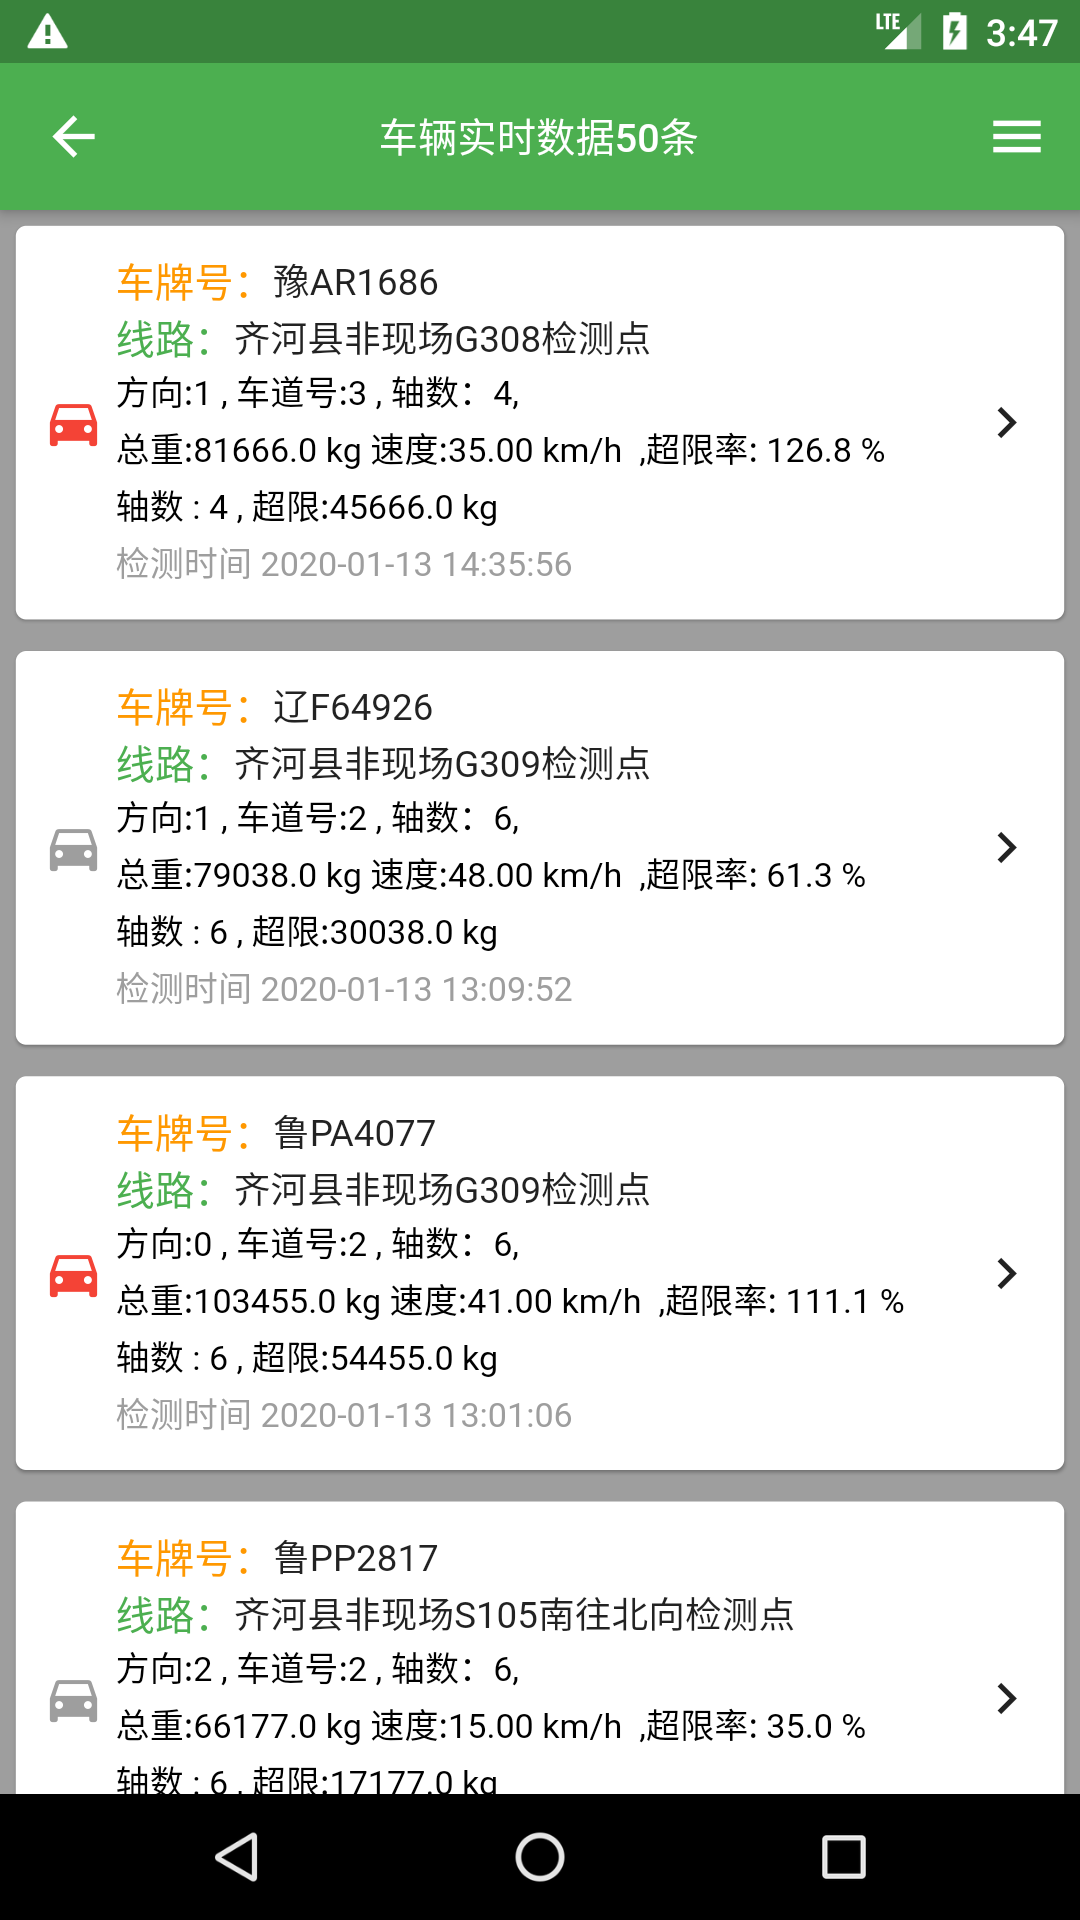 LTE 3:47
车辆实时数据50条
车牌号：豫AR1686
线路：齐河县非现场G308检测点
方向:1 , 车道号:3 , 轴数：4,
总重:81666.0 kg 速度:35.00 km/h ,超限率: 126.8 %
轴数 : 4 , 超限:45666.0 kg
检测时间 2020-01-13 14:35:56
车牌号：辽F64926
线路：齐河县非现场G309检测点
方向:1 , 车道号:2 , 轴数：6,
总重:79038.0 kg 速度:48.00 km/h ,超限率: 61.3 %
轴数 : 6 , 超限:30038.0 kg
检测时间 2020-01-13 13:09:52
车牌号：鲁PA4077
线路：齐河县非现场G309检测点
方向:0 , 车道号:2 , 轴数：6,
总重:103455.0 kg 速度:41.00 km/h ,超限率: 111.1 %
轴数 : 6 , 超限:54455.0 kg
检测时间 2020-01-13 13:01:06
车牌号：鲁PP2817
线路：齐河县非现场S105南往北向检测点
方向:2 , 车道号:2 , 轴数：6,
总重:66177.0 kg 速度:15.00 km/h ,超限率: 35.0 %
轴数 : 6 , 超限:17177.0 kg